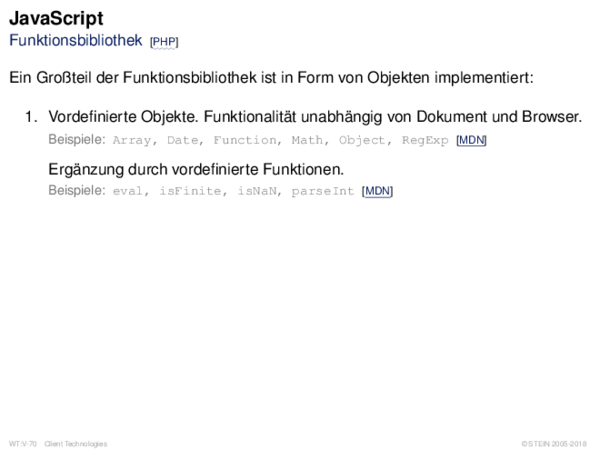 JavaScript
Funktionsbibliothek [PHP]
Ein Großteil der Funktionsbibliothek ist in Form von Objekten implementiert:
1. Vordefinierte Objekte. Funktionalität unabhängig von Dokument und Browser.
Beispiele: Array, Date, Function, Math, Object, RegExp [MDN]
Ergänzung durch vordefinierte Funktionen.
Beispiele: eval, isFinite, isNaN, parseInt [MDN]
WT:V-70 Client Technologies © STEIN 2005-2018